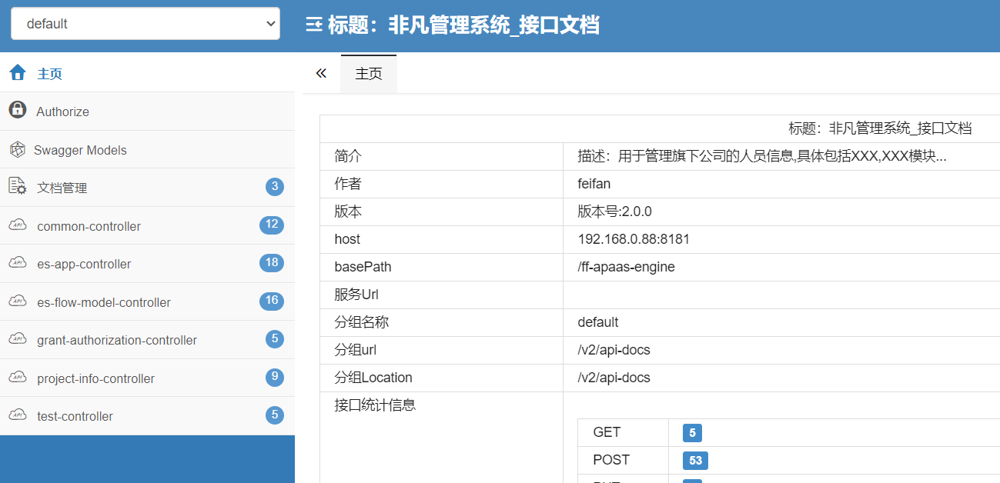 default
标题：非凡管理系统_接口文档
主页
Authorize
Swagger Models
文档管理 3
common-controller 12
es-app-controller 18
es-flow-model-controller 16
grant-authorization-controller 5
project-info-controller 9
test-controller 5
主页
标题：非凡管理系统_接口文档
简介 描述：用于管理旗下公司的人员信息,具体包括XXX,XXX模块...
作者 feifan
版本 版本号:2.0.0
host 192.168.0.88:8181
basePath /ff-apaas-engine
服务Url
分组名称 default
分组url /v2/api-docs
分组Location /v2/api-docs
接口统计信息
GET 5
POST 53